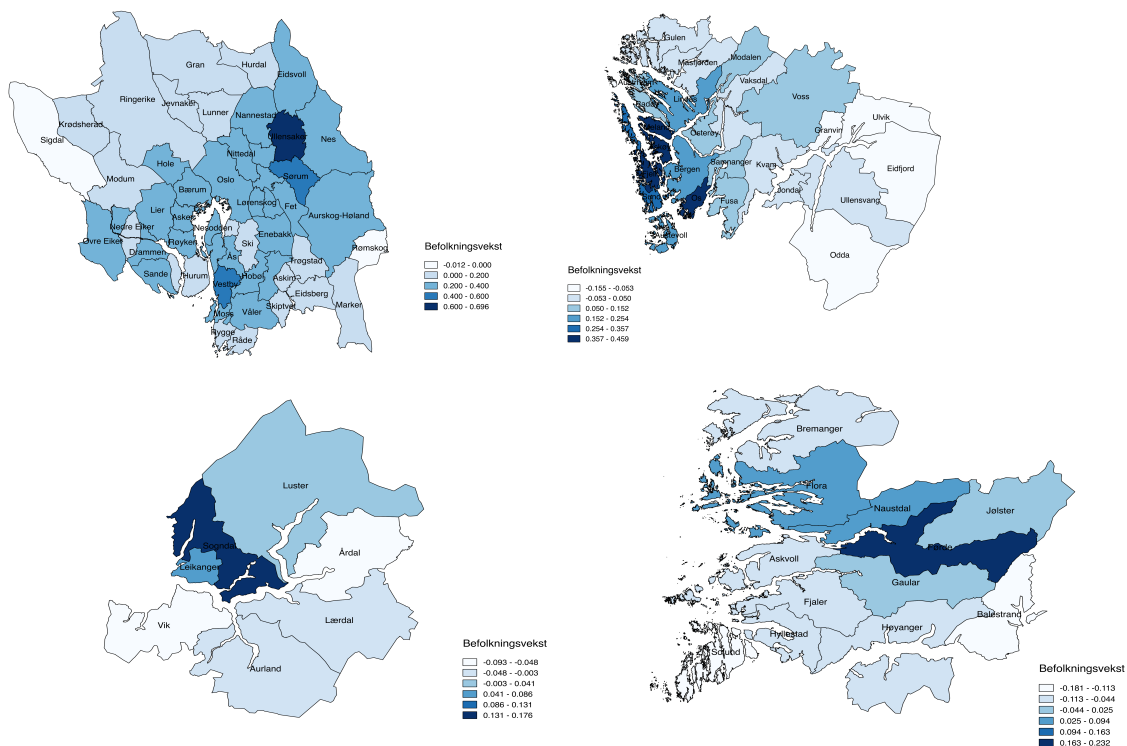 Gran
Hurdal
Eidsvoll
Ringerike
Jevnaker
Lunner
Nannestad
Krødsherad
Sigdal
Ullensaker
Nes
Nittedal
Hole
Modum
Oslo
Sørum
Bærum
Lørenskog
Fet
Lier
Asker
Aurskog-Høland
Nedre Eiker
Nesodden
Enebakk
Øvre Eiker
Røyken
Ski
Rømskog
Drammen
Ås
Trøgstad
Sande
Hurum
Hobøl
Askim
Vestby
Eidsberg
Marker
Moss
Våler
Skiptvet
Rygge
Råde
Befolkningsvekst
-0.012 - 0.000
0.000 - 0.200
0.200 - 0.400
0.400 - 0.600
0.600 - 0.696
Gulen
Modalen
Masfjorden
Vaksdal
Voss
Lindås
Radøy
Osterøy
Granvin
Ulvik
Bergen
Samnanger
Kvam
Eidfjord
Jondal
Ullensvang
Fusa
Os
Austevoll
Odda
Befolkningsvekst
-0.155 - -0.053
-0.053 - 0.050
0.050 - 0.152
0.152 - 0.254
0.254 - 0.357
0.357 - 0.459
Luster
Sogndal
Årdal
Leikanger
Vik
Lærdal
Aurland
Befolkningsvekst
-0.093 - -0.048
-0.048 - -0.003
-0.003 - 0.041
0.041 - 0.086
0.086 - 0.131
0.131 - 0.176
Bremanger
Flora
Naustdal
Jølster
Førde
Askvoll
Gaular
Fjaler
Balestrand
Hyllestad
Høyanger
Solund
Befolkningsvekst
-0.181 - -0.113
-0.113 - -0.044
-0.044 - 0.025
0.025 - 0.094
0.094 - 0.163
0.163 - 0.232